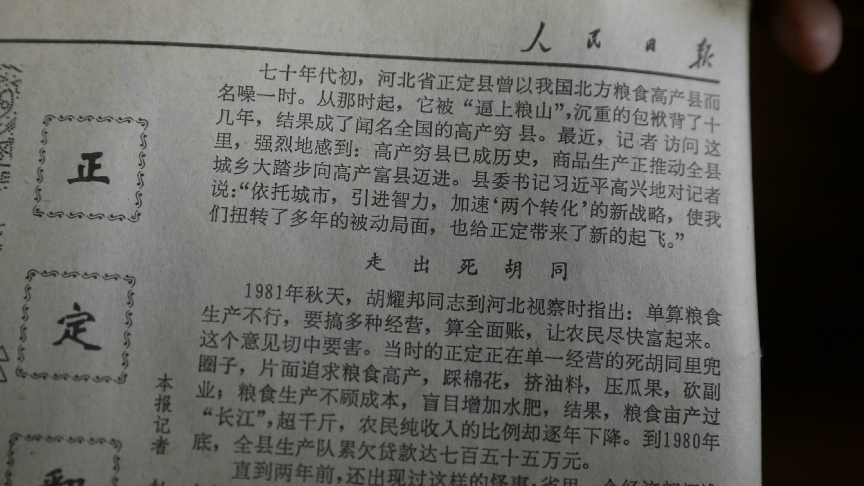 人民日报
七十年代初，河北省正定县曾以我国北方粮食高产县而
名噪一时。从那时起，它被“逼上粮山”，沉重的包袱背了十
几年，结果成了闻名全国的高产穷县。最近，记者访问这
里，强烈地感到：高产穷县已成历史，商品生产正推动全县
城乡大踏步向高产富县迈进。县委书记习近平高兴地对记者
说：“依托城市，引进智力，加速‘两个转化’的新战略，使我
们扭转了多年的被动局面，也给正定带来了新的起飞。”
走出死胡同
1981年秋天，胡耀邦同志到河北视察时指出：单算粮食
生产不行，要搞多种经营，算全面账，让农民尽快富起来。
这个意见切中要害。当时的正定正在单一经营的死胡同里兜
圈子，片面追求粮食高产，踩棉花，挤油料，压瓜果，砍副
业；粮食生产不顾成本，盲目增加水肥，结果，粮食亩产过
“长江”，超千斤，农民纯收入的比例却逐年下降。到1980年
底，全县生产队累欠贷款达七百五十五万元。
直到两年前，还出现过这样的怪事：省里
正
定
本报记者